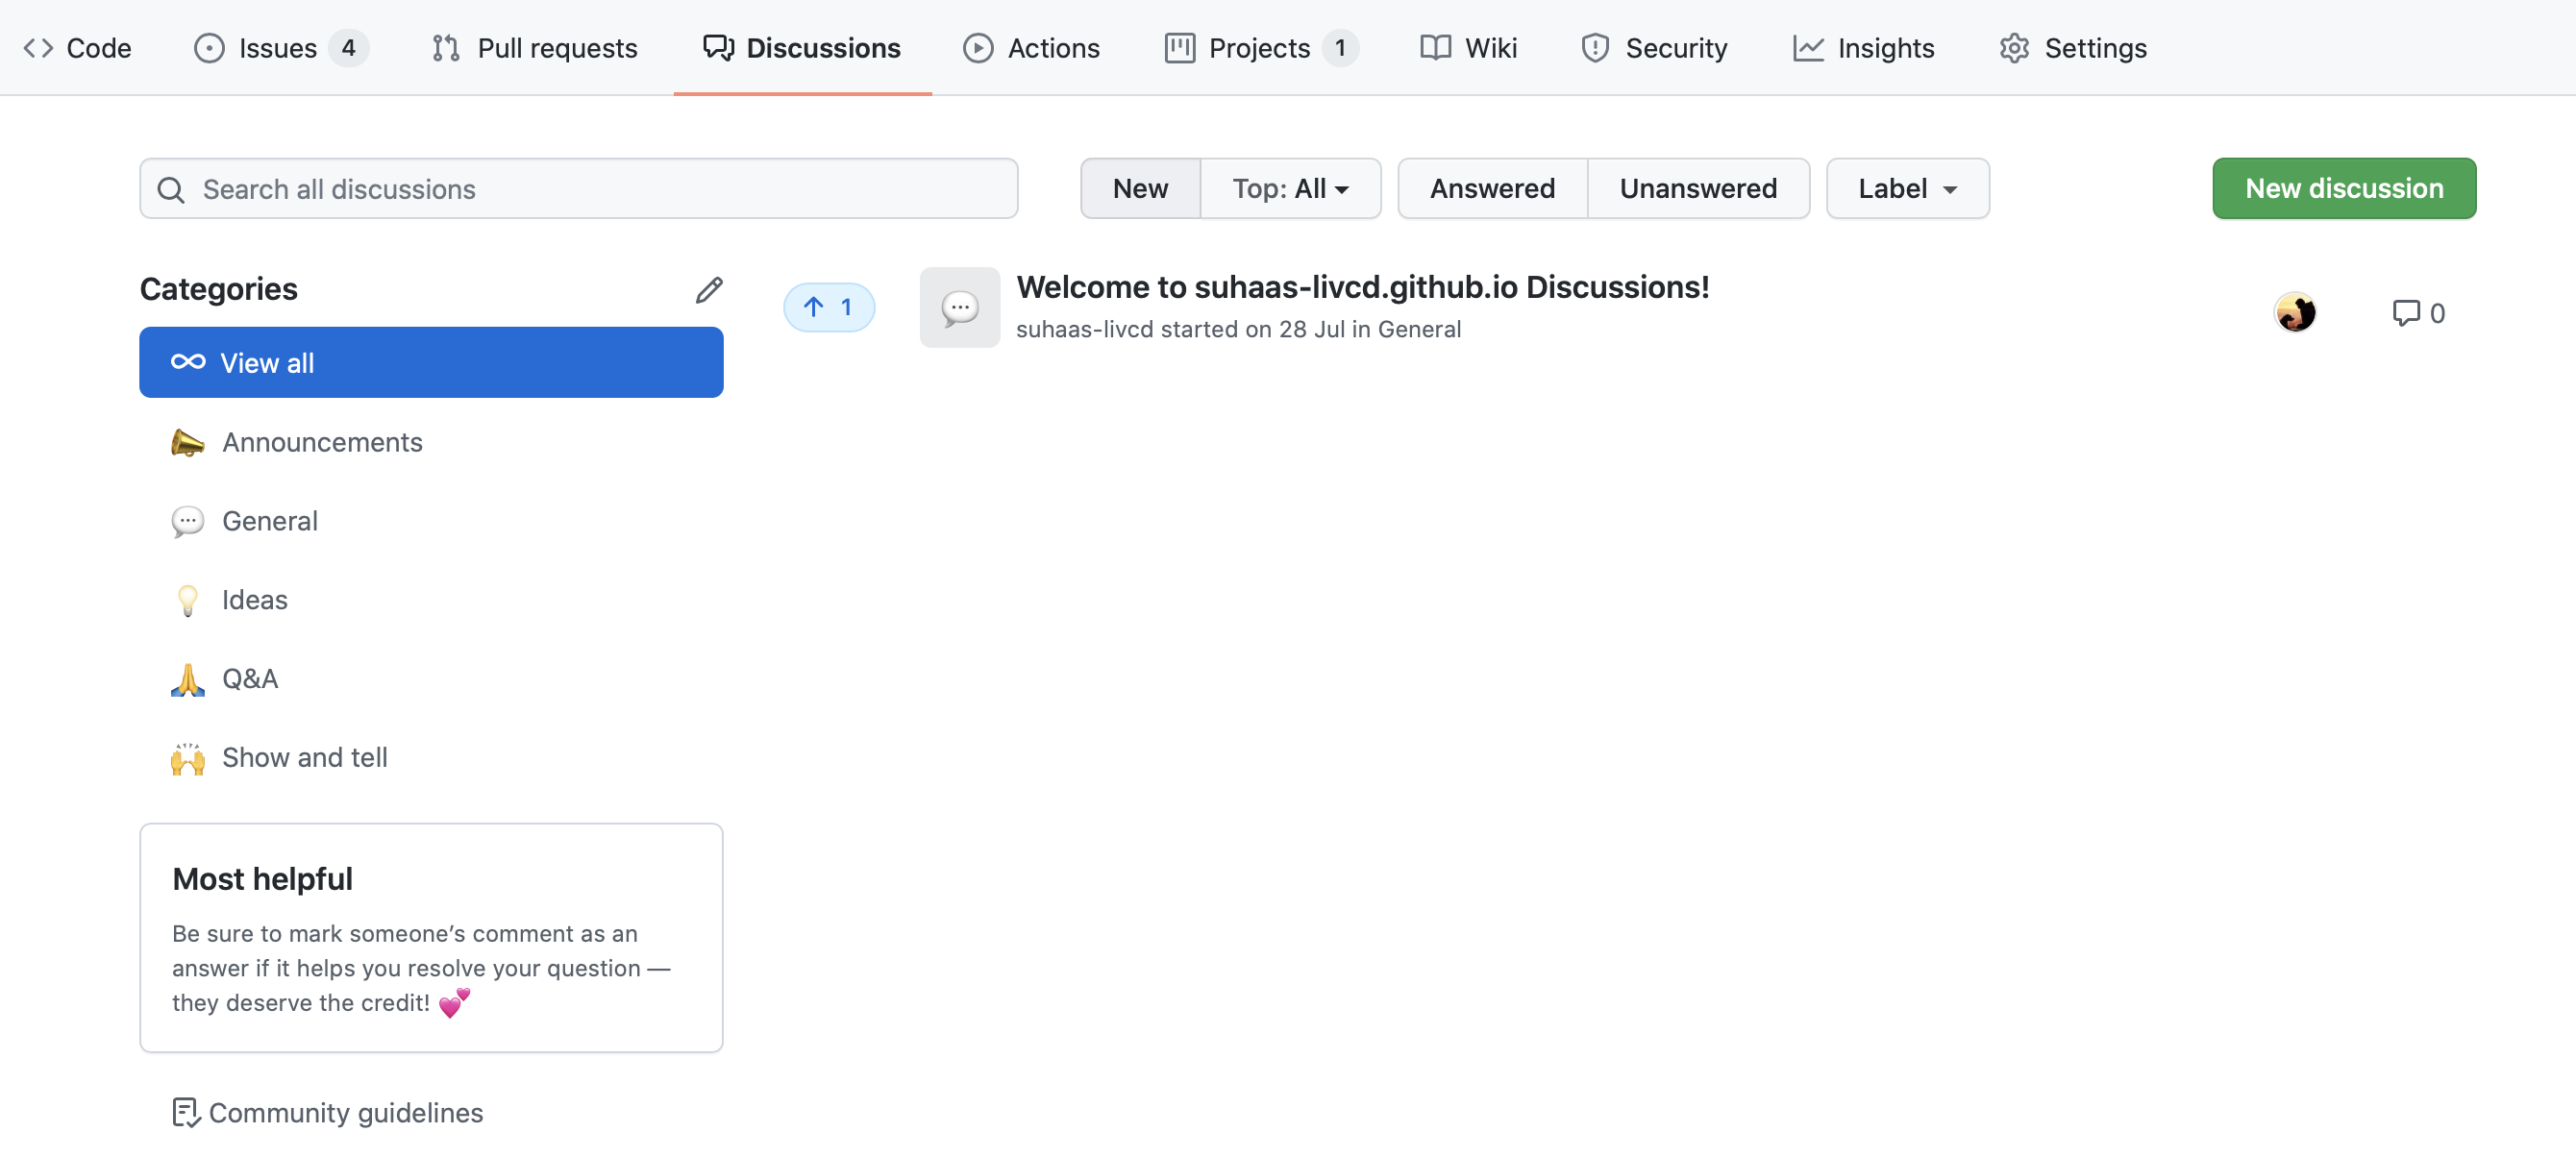 Code Issues 4 Pull requests Discussions Actions Projects 1 Wiki Security Insights Settings
Search all discussions New Top: All Answered Unanswered Label New discussion
Categories
View all
Announcements
General
Ideas
Q&A
Show and tell
1 Welcome to suhaas-livcd.github.io Discussions!
suhaas-livcd started on 28 Jul in General
0
Most helpful
Be sure to mark someone’s comment as an
answer if it helps you resolve your question —
they deserve the credit! 💕
Community guidelines